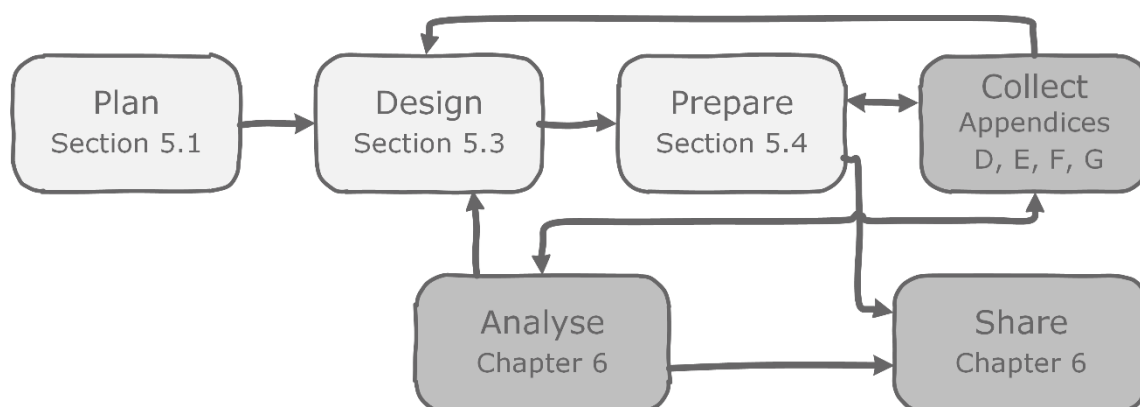 Plan
Section 5.1
Design
Section 5.3
Prepare
Section 5.4
Collect
Appendices
D, E, F, G
Analyse
Chapter 6
Share
Chapter 6